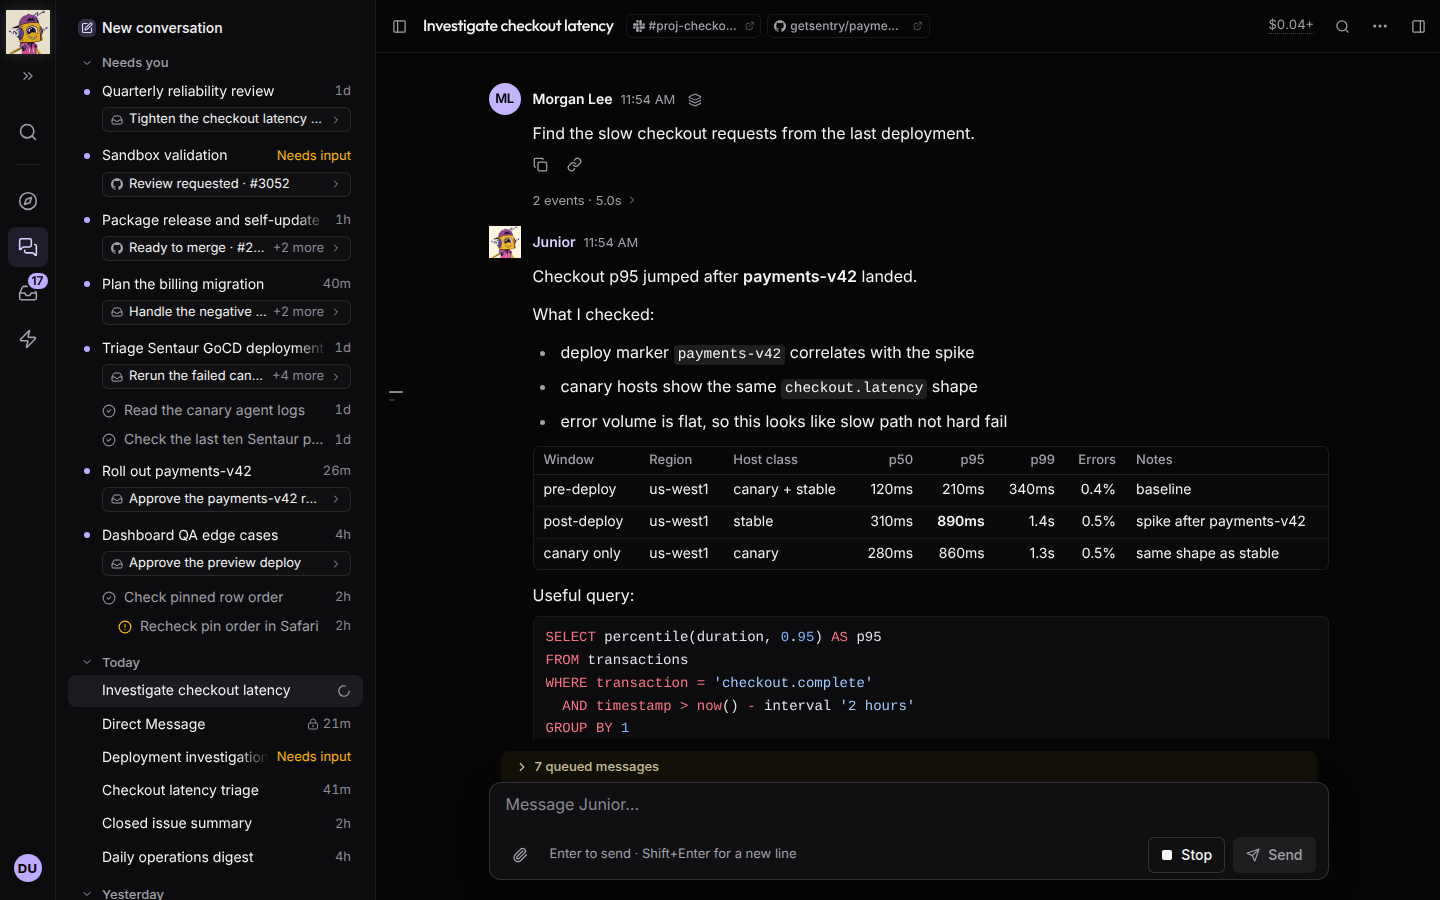 New conversation
Needs you
Quarterly reliability review 1d
Tighten the checkout latency ...
Sandbox validation Needs input
Review requested · #3052
Package release and self-update 1h
Ready to merge · #2... +2 more
Plan the billing migration 40m
Handle the negative ... +2 more
Triage Sentaur GoCD deployment 1d
Rerun the failed can... +4 more
Read the canary agent logs 1d
Check the last ten Sentaur p... 1d
Roll out payments-v42 26m
Approve the payments-v42 r...
Dashboard QA edge cases 4h
Approve the preview deploy
Check pinned row order 2h
Recheck pin order in Safari 2h
Today
Investigate checkout latency
Direct Message 21m
Deployment investigation Needs input
Checkout latency triage 41m
Closed issue summary 2h
Daily operations digest 4h
Yesterday
17
DU
Investigate checkout latency #proj-checko... getsentry/payme... $0.04+
ML Morgan Lee 11:54 AM
Find the slow checkout requests from the last deployment.
2 events · 5.0s
Junior 11:54 AM
Checkout p95 jumped after payments-v42 landed.
What I checked:
• deploy marker payments-v42 correlates with the spike
• canary hosts show the same checkout.latency shape
• error volume is flat, so this looks like slow path not hard fail
Window Region Host class p50 p95 p99 Errors Notes
pre-deploy us-west1 canary + stable 120ms 210ms 340ms 0.4% baseline
post-deploy us-west1 stable 310ms 890ms 1.4s 0.5% spike after payments-v42
canary only us-west1 canary 280ms 860ms 1.3s 0.5% same shape as stable
Useful query:
SELECT percentile(duration, 0.95) AS p95
FROM transactions
WHERE transaction = 'checkout.complete'
AND timestamp > now() - interval '2 hours'
GROUP BY 1
7 queued messages
Message Junior...
Enter to send · Shift+Enter for a new line
Stop
Send